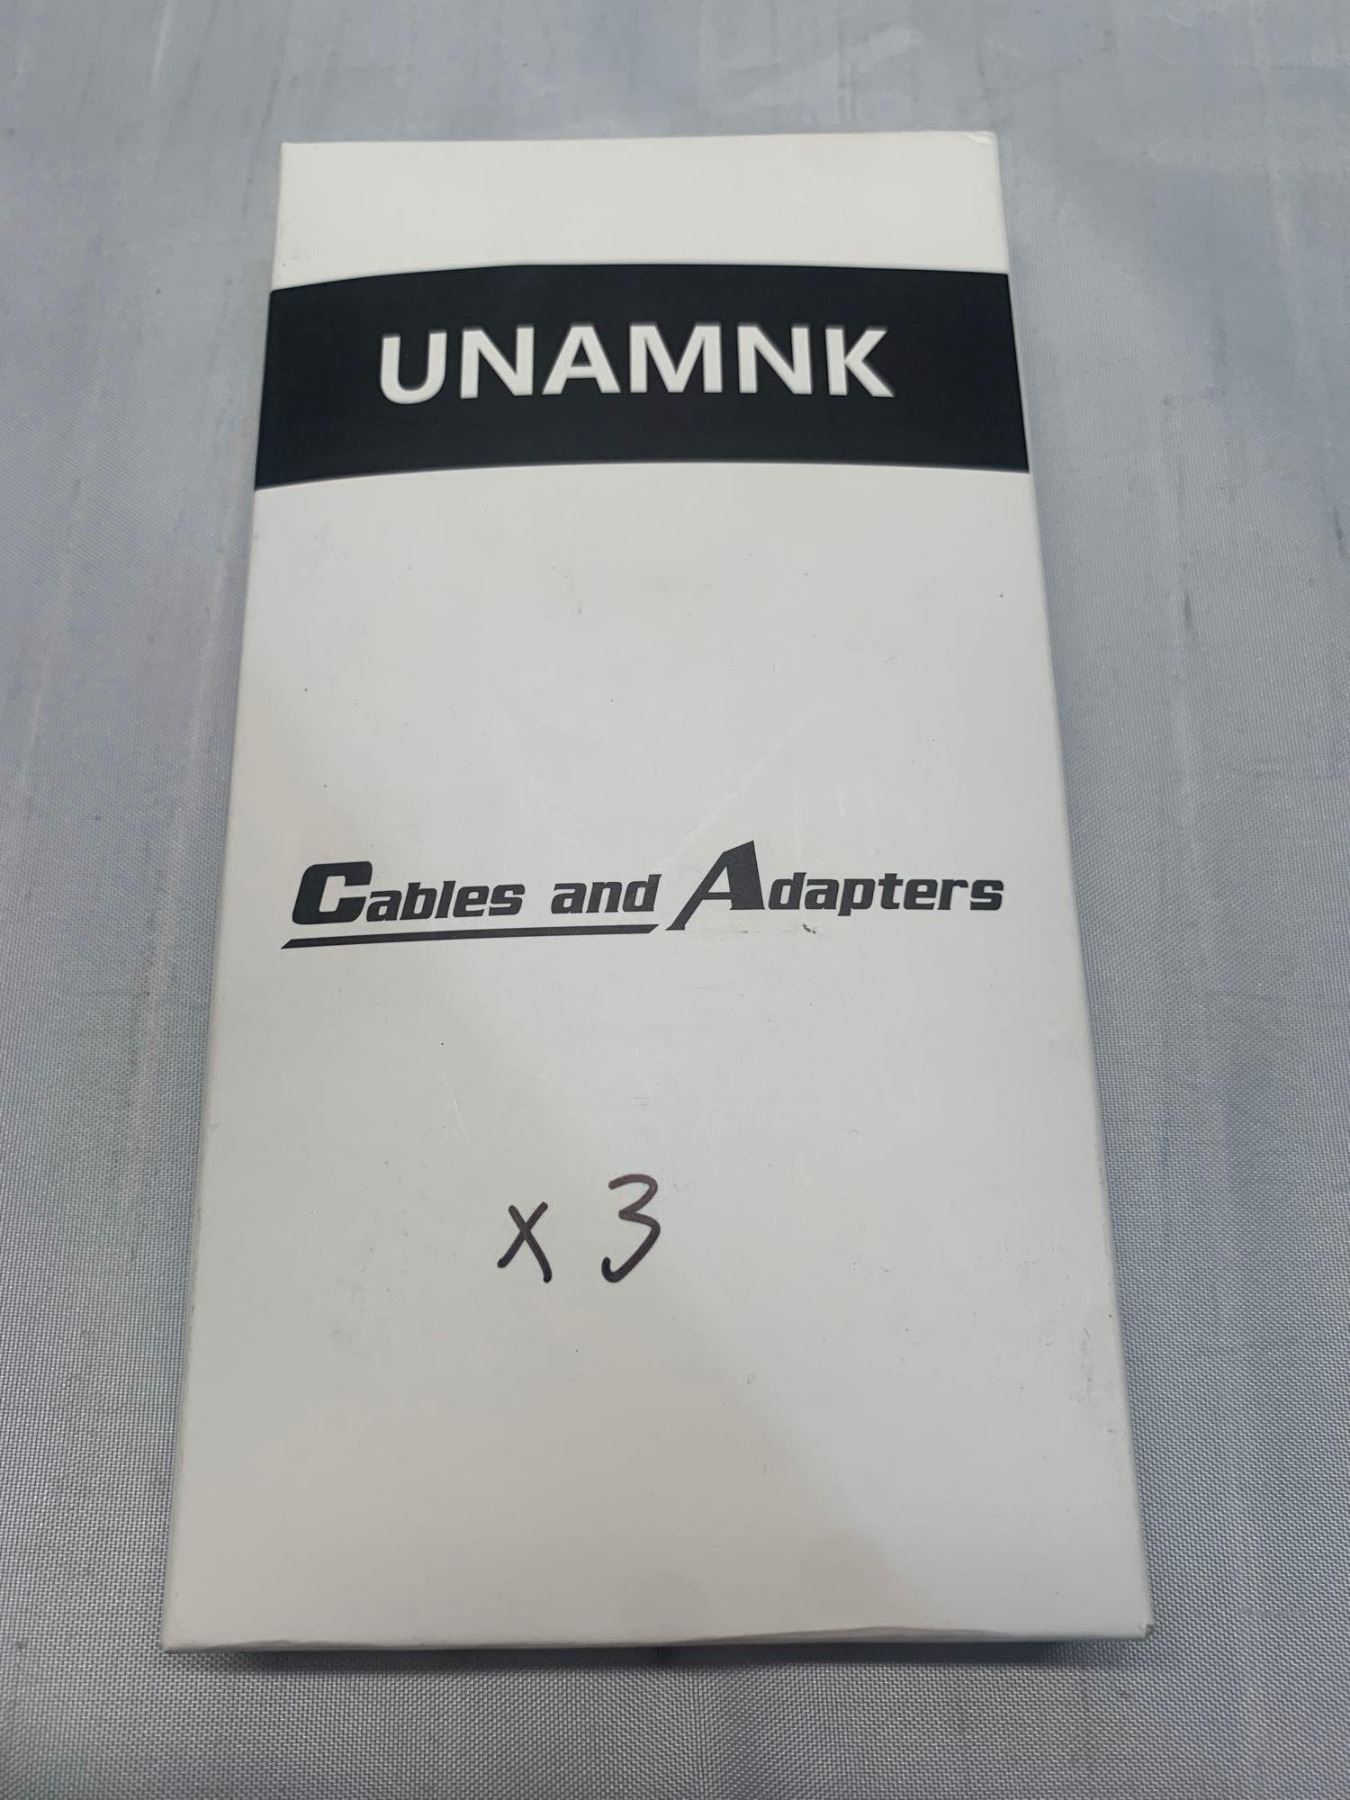 UNAMNK
Cables and Adapters
x 3